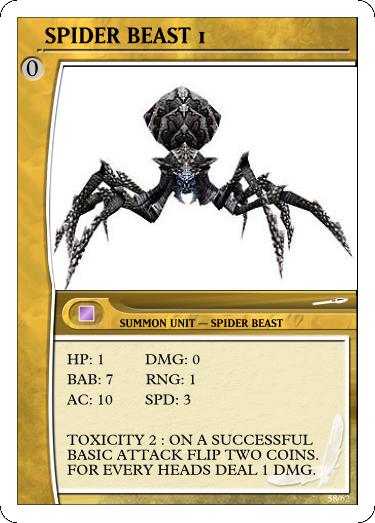 SPIDER BEAST I
0
SUMMON UNIT — SPIDER BEAST
HP: 1 DMG: 0
BAB: 7 RNG: 1
AC: 10 SPD: 3
TOXICITY 2 : ON A SUCCESSFUL
BASIC ATTACK FLIP TWO COINS.
FOR EVERY HEADS DEAL 1 DMG.
58/62